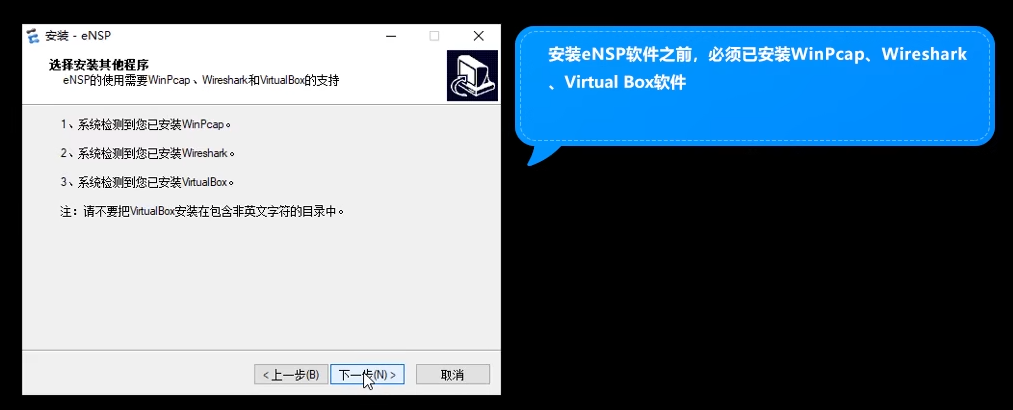 安装 - eNSP
选择安装其他程序
eNSP的使用需要WinPcap、Wireshark和VirtualBox的支持
1、系统检测到您已安装WinPcap。
2、系统检测到您已安装Wireshark。
3、系统检测到您已安装VirtualBox。
注：请不要把VirtualBox安装在包含非英文字符的目录中。
< 上一步(B)
下一步(N) >
取消
安装eNSP软件之前，必须已安装WinPcap、Wireshark
、Virtual Box软件